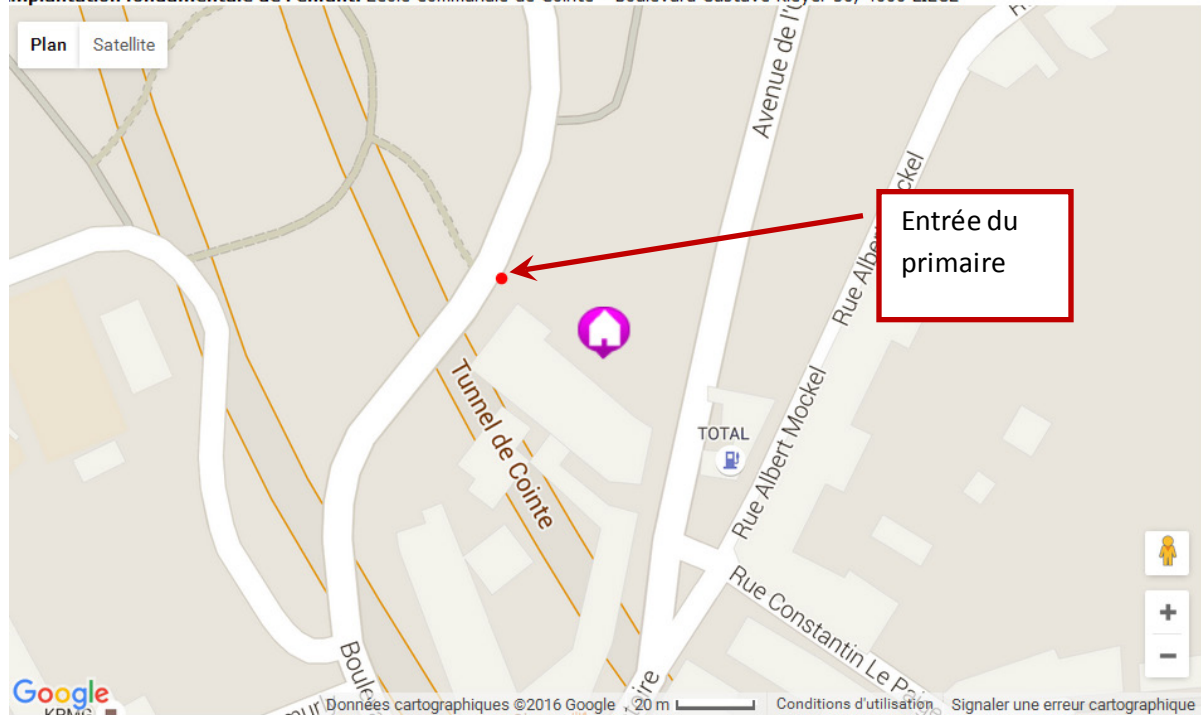 Plan Satellite
Avenue de l'
Entrée du
primaire
Rue Albert Mockel
Tunnel de Cointe
TOTAL
Rue Albert Mockel
Rue Constantin Le
Google
Données cartographiques ©2016 Google
20 m
Conditions d'utilisation
Signaler une erreur cartographique